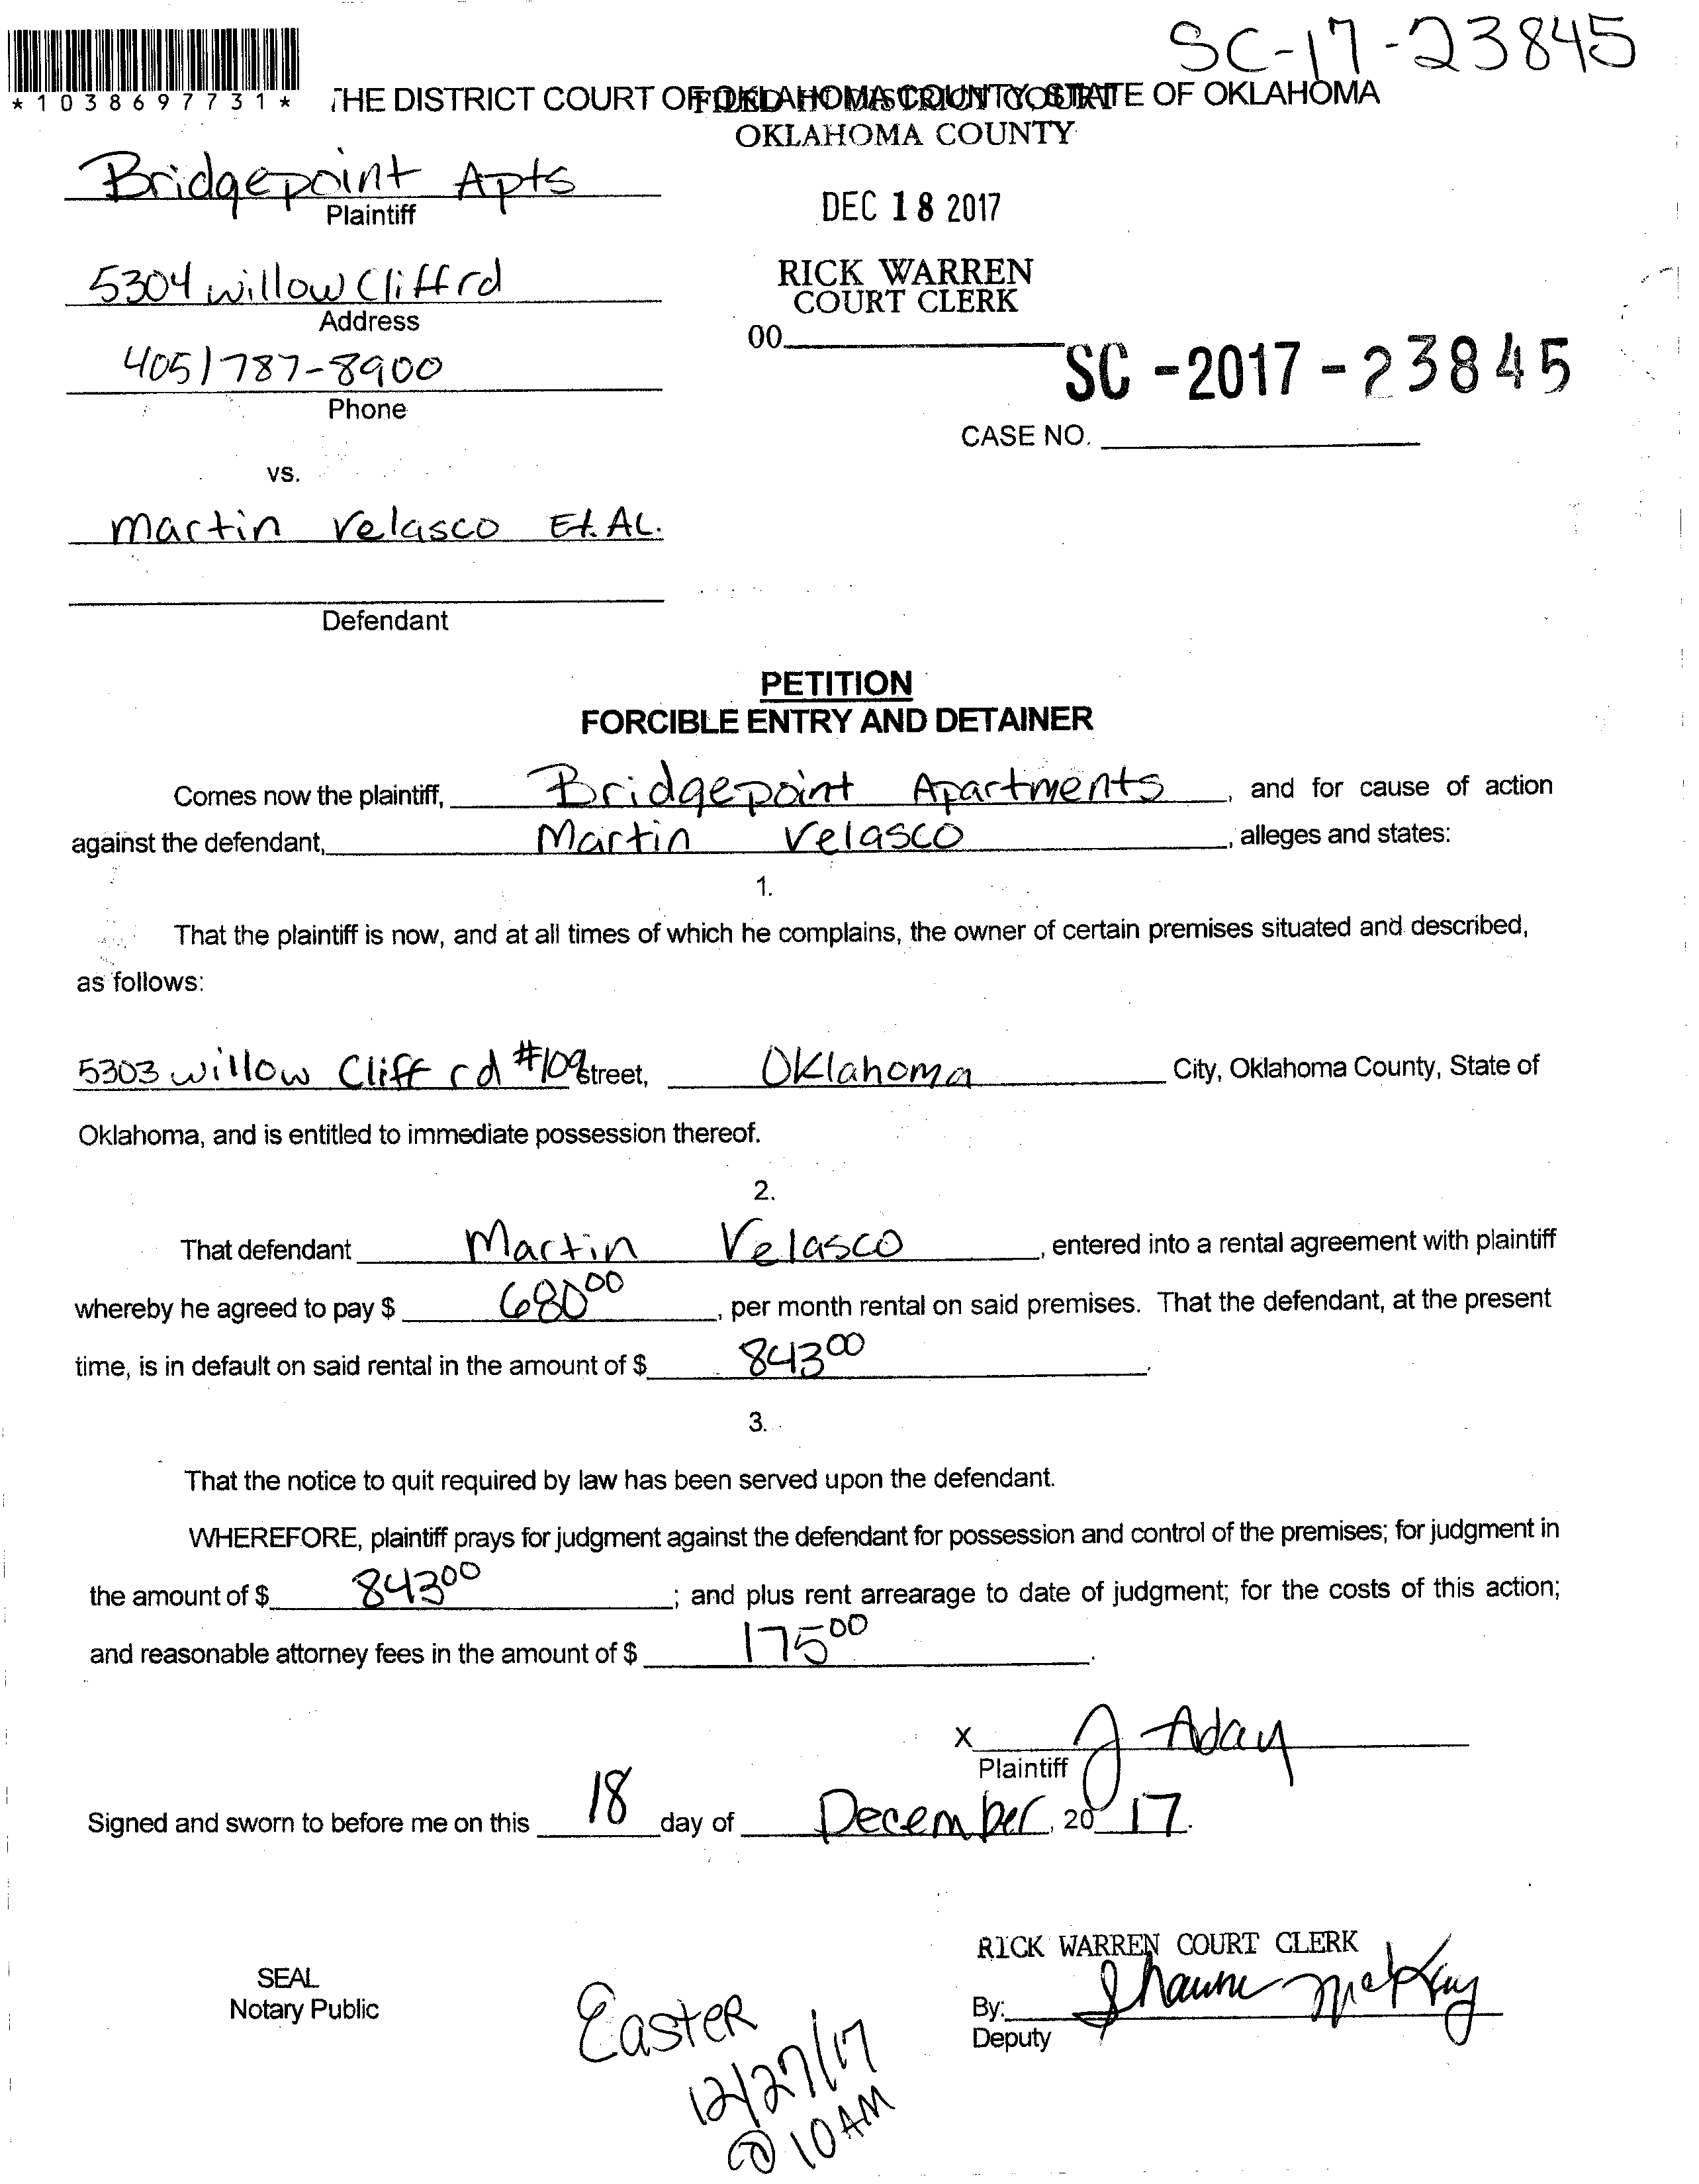 SC-17-23845
*1038697731*
THE DISTRICT COURT OF OKLAHOMA COUNTY, STATE OF OKLAHOMA
FILED IN DISTRICT COURT
OKLAHOMA COUNTY
Bridgepoint Apts
Plaintiff
DEC 18 2017
5304 willow Cliff rd
Address
RICK WARREN
COURT CLERK
405/787-8900
Phone
00
SC - 2017 - 23845
CASE NO.
vs.
martin velasco Et. AL.
Defendant
PETITION
FORCIBLE ENTRY AND DETAINER
Comes now the plaintiff, Bridgepoint Apartments, and for cause of action
against the defendant, Martin Velasco, alleges and states:
1.
That the plaintiff is now, and at all times of which he complains, the owner of certain premises situated and described,
as follows:
5303 willow Cliff rd #109 Street, Oklahoma City, Oklahoma County, State of
Oklahoma, and is entitled to immediate possession thereof.
2.
That defendant Martin Velasco, entered into a rental agreement with plaintiff
whereby he agreed to pay $ 680 00, per month rental on said premises. That the defendant, at the present
time, is in default on said rental in the amount of $ 843 00.
3.
That the notice to quit required by law has been served upon the defendant.
WHEREFORE, plaintiff prays for judgment against the defendant for possession and control of the premises; for judgment in
the amount of $ 843 00; and plus rent arrearage to date of judgment; for the costs of this action;
and reasonable attorney fees in the amount of $ 175 00.
X J Aday
Plaintiff
Signed and sworn to before me on this 18 day of December, 20 17.
RICK WARREN COURT CLERK
SEAL
Notary Public
By: Shawna McKay
Deputy
Easter
12/27/17
@ 10AM